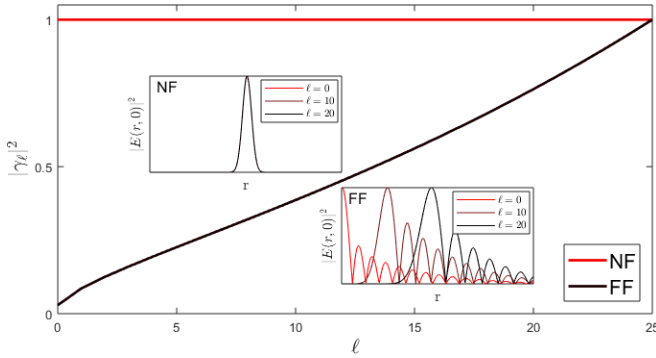 1
0.5
0
|γ_ℓ|²
0
5
10
15
20
25
ℓ
NF
|E(r, 0)|²
r
ℓ = 0
ℓ = 10
ℓ = 20
FF
|E(r, 0)|²
r
ℓ = 0
ℓ = 10
ℓ = 20
NF
FF